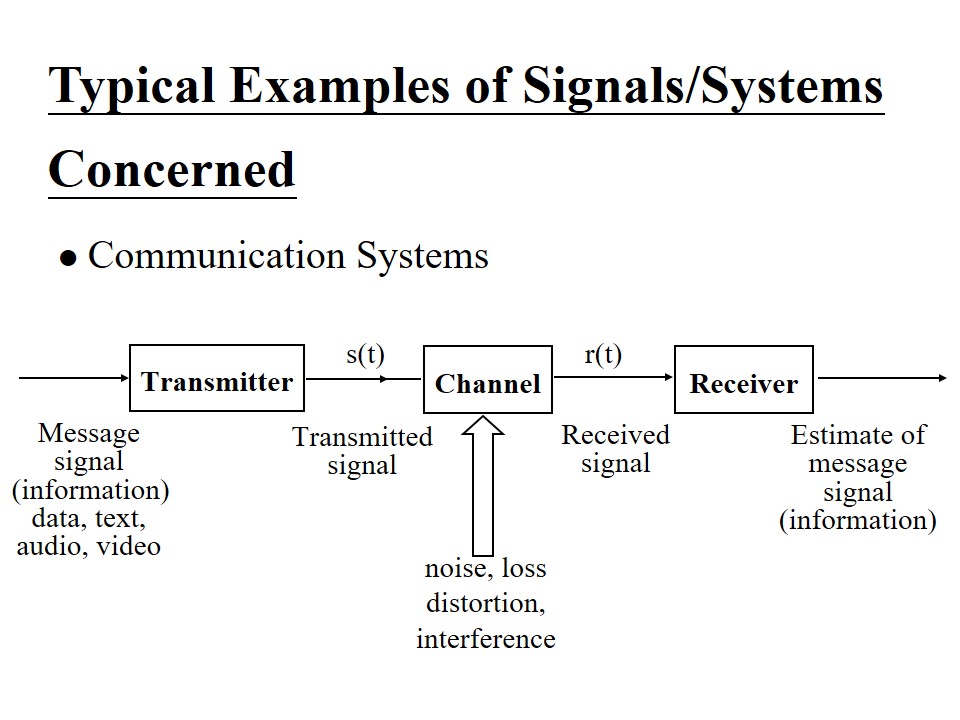 Typical Examples of Signals/Systems
Concerned
● Communication Systems
Transmitter
s(t)
Channel
r(t)
Receiver
Message
signal
(information)
data, text,
audio, video
Transmitted
signal
Received
signal
Estimate of
message
signal
(information)
noise, loss
distortion,
interference